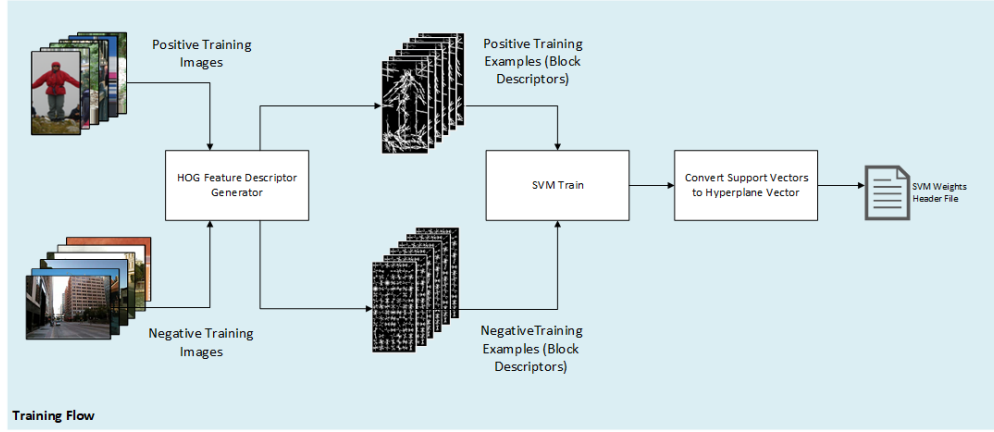 Positive Training
Images
Positive Training
Examples (Block
Descriptors)
HOG Feature Descriptor
Generator
SVM Train
Convert Support Vectors
to Hyperplane Vector
SVM Weights
Header File
Negative Training
Images
NegativeTraining
Examples (Block
Descriptors)
Training Flow